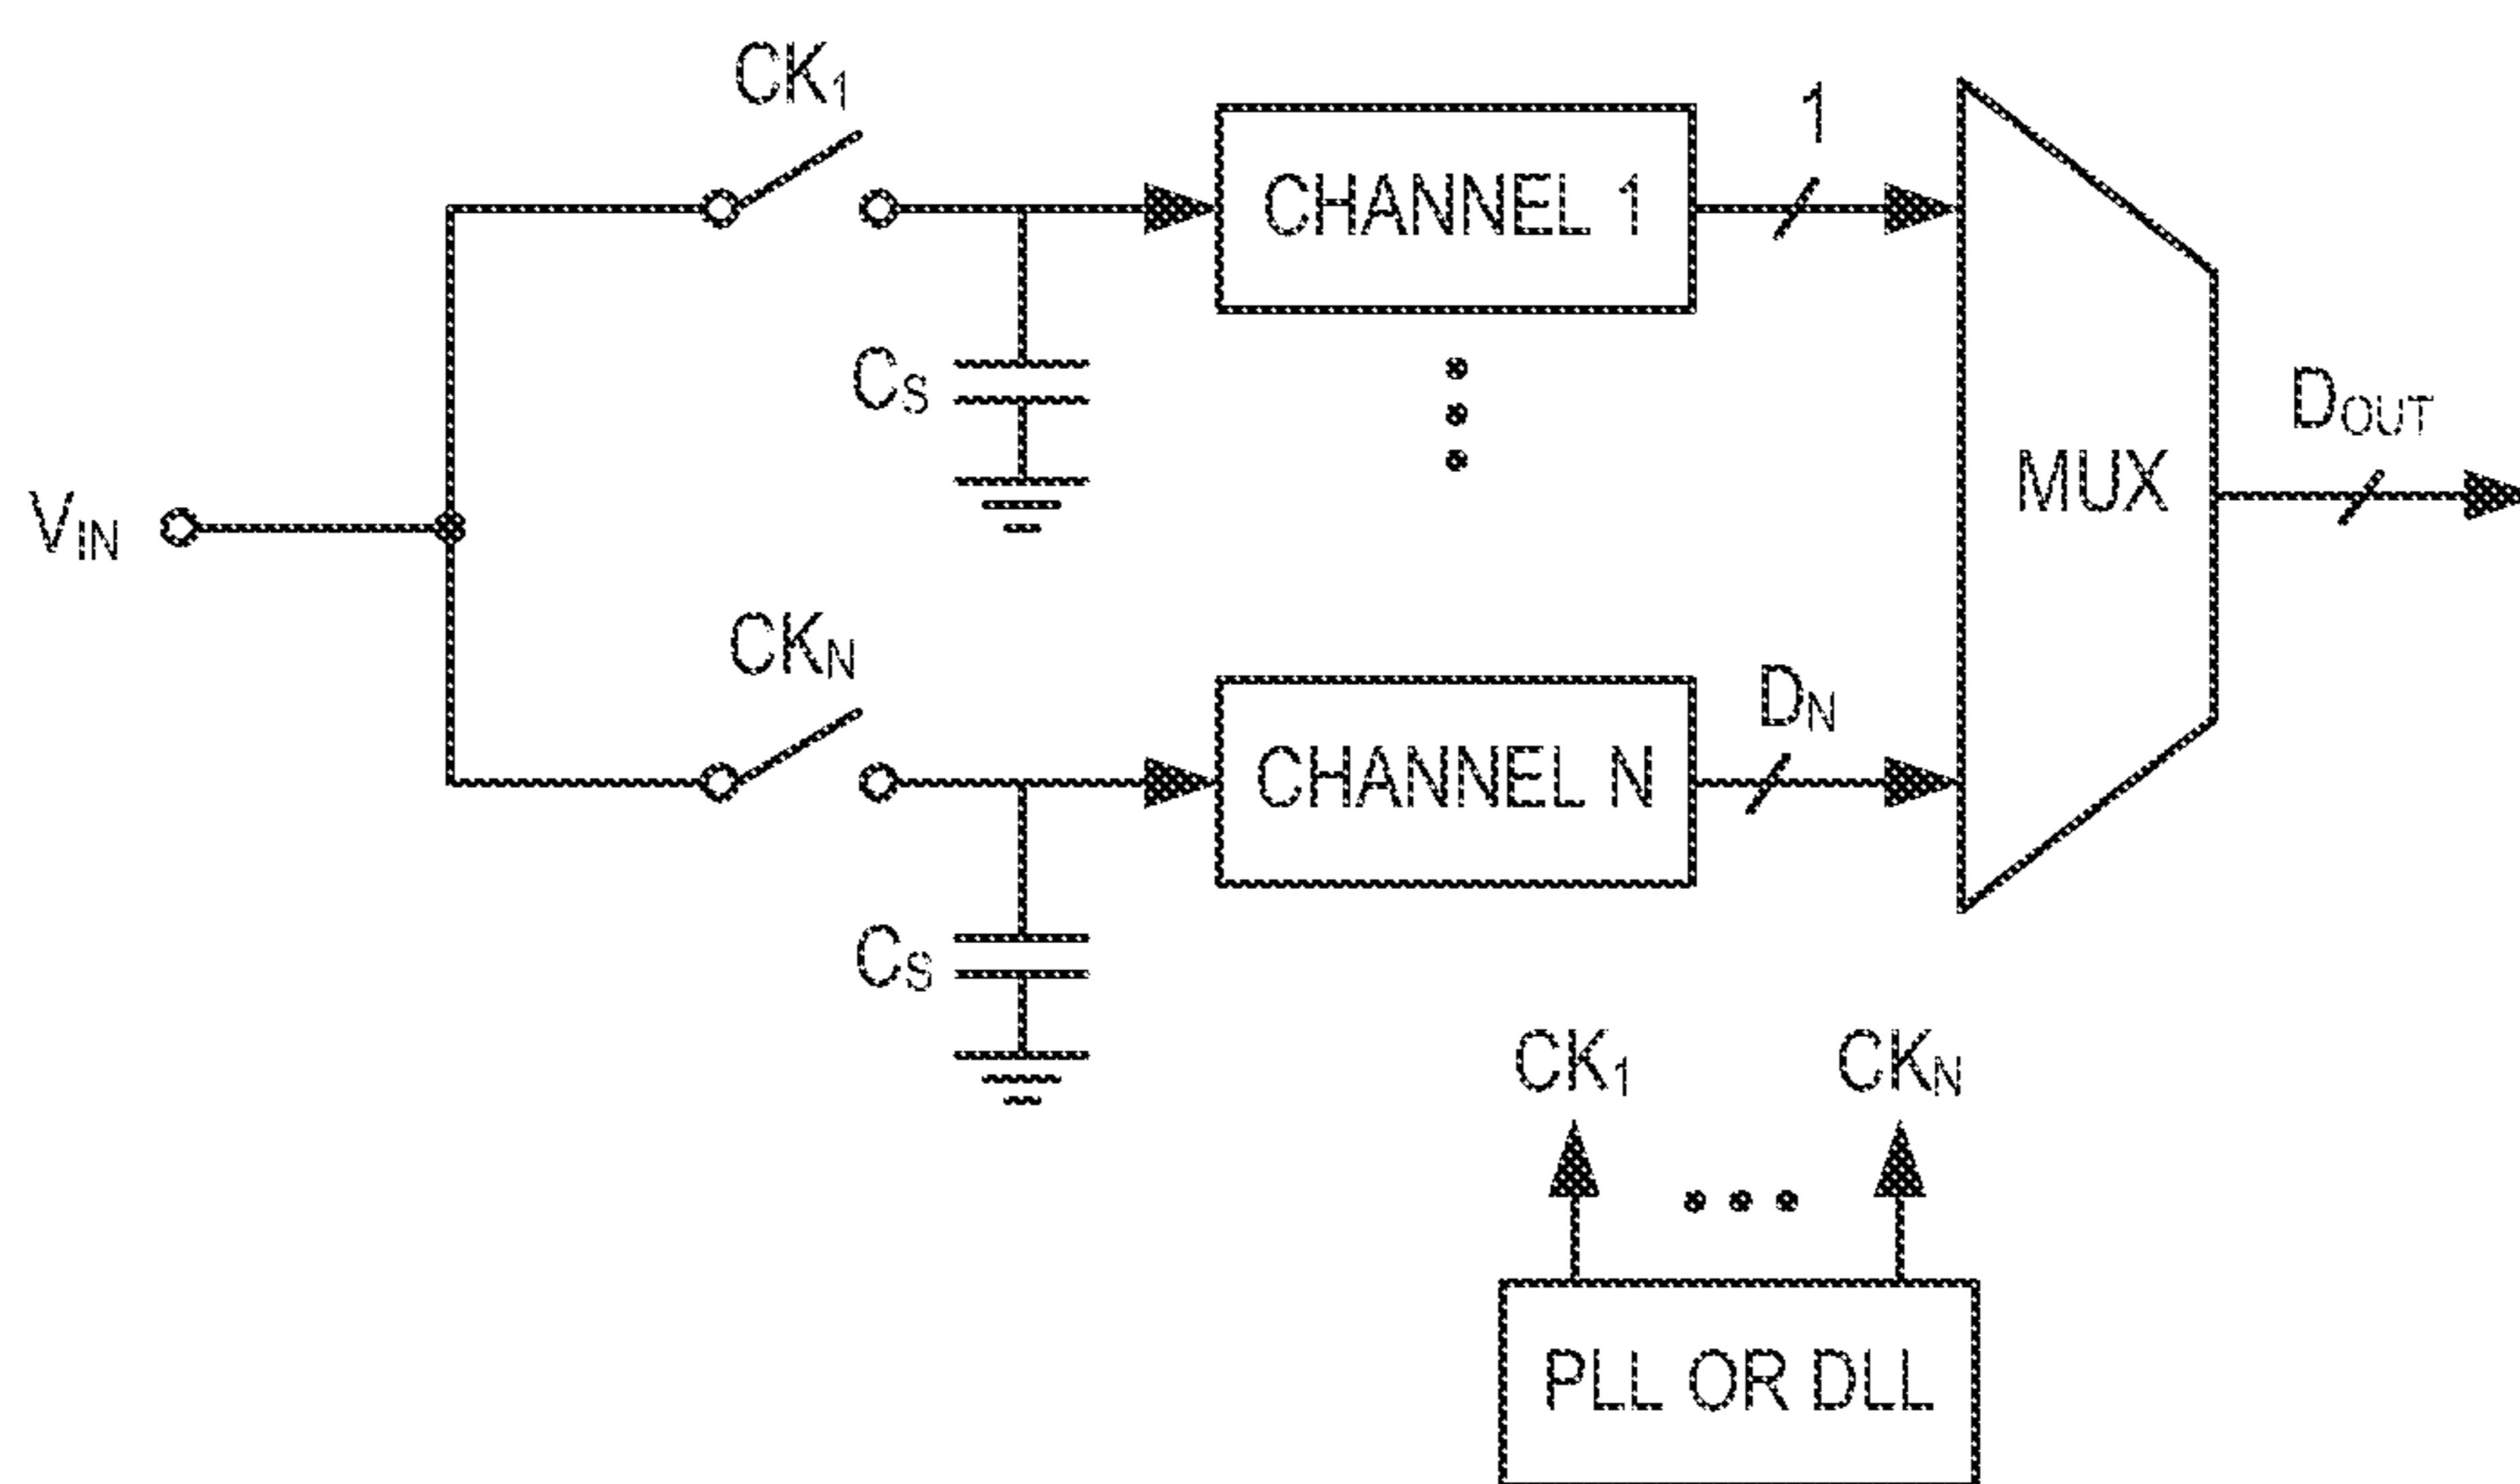 CK1
1
CHANNEL 1
CS
DOUT
MUX
VIN
CKN
DN
CHANNEL N
CS
CK1
CKN
PLL OR DLL